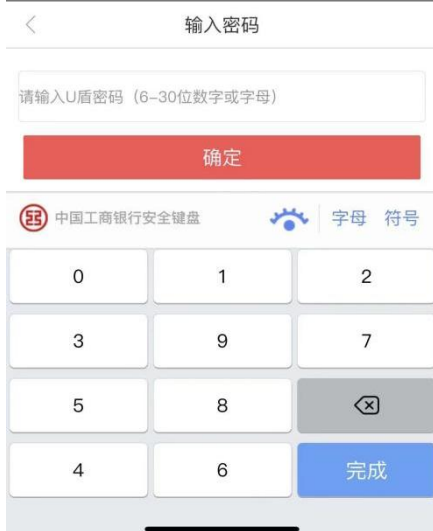 输入密码
请输入U盾密码（6-30位数字或字母）
确定
中国工商银行安全键盘 字母 符号
0 1 2
3 9 7
5 8
4 6 完成